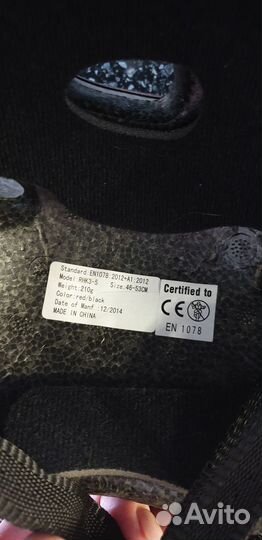 Standard:EN1078:2012+A1:2012
Model: RHK3-S Size:46-53CM
Weight:210g
Color:red/black
Date of Manf.:12/2014
MADE IN CHINA
Certified to
CE
EN 1078
Avito